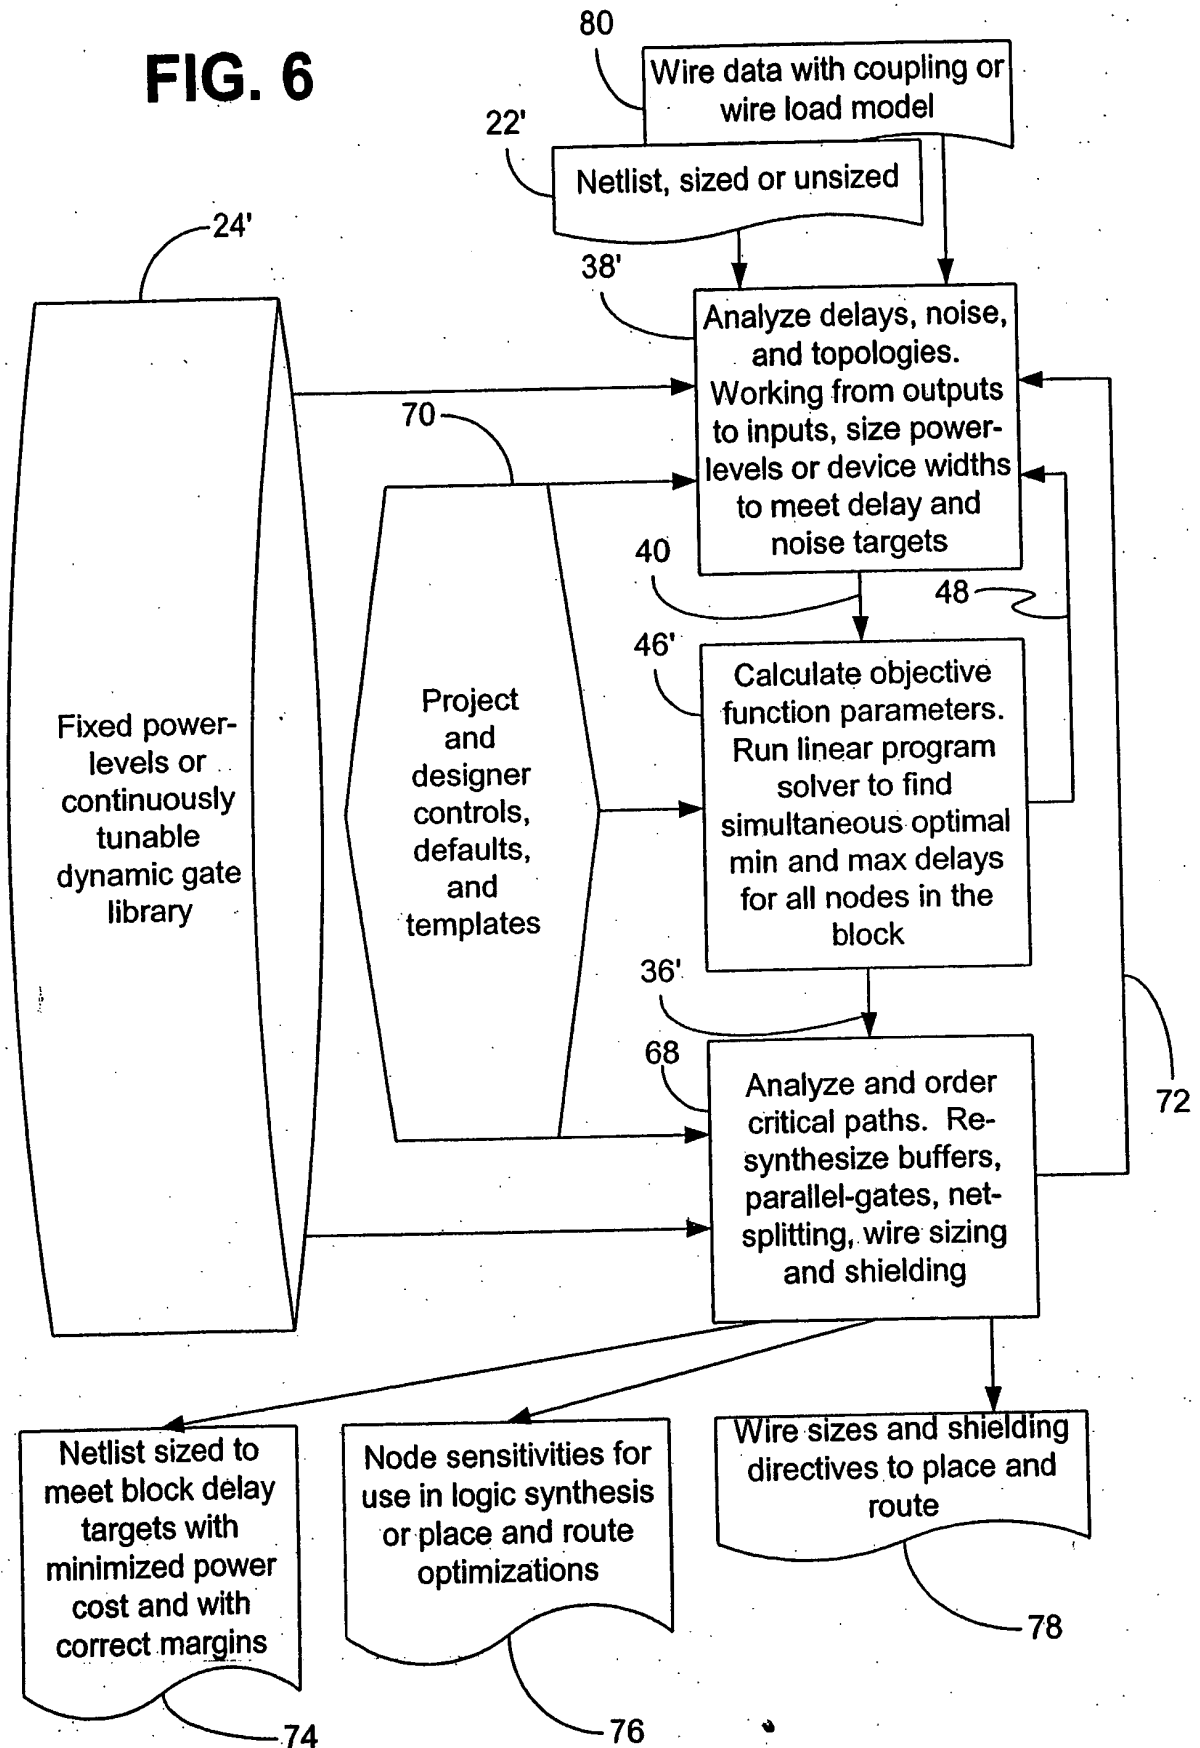 FIG. 6
80
Wire data with coupling or
wire load model
22'
Netlist, sized or unsized
24'
38'
Analyze delays, noise,
and topologies.
Working from outputs
to inputs, size power-
levels or device widths
to meet delay and
noise targets
70
40
48
46'
Calculate objective
function parameters.
Run linear program
solver to find
simultaneous optimal
min and max delays
for all nodes in the
block
Fixed power-
levels or
continuously
tunable
dynamic gate
library
Project
and
designer
controls,
defaults,
and
templates
36'
68
Analyze and order
critical paths. Re-
synthesize buffers,
parallel-gates, net-
splitting, wire sizing
and shielding
72
Netlist sized to
meet block delay
targets with
minimized power
cost and with
correct margins
Node sensitivities for
use in logic synthesis
or place and route
optimizations
Wire sizes and shielding
directives to place and
route
78
74
76